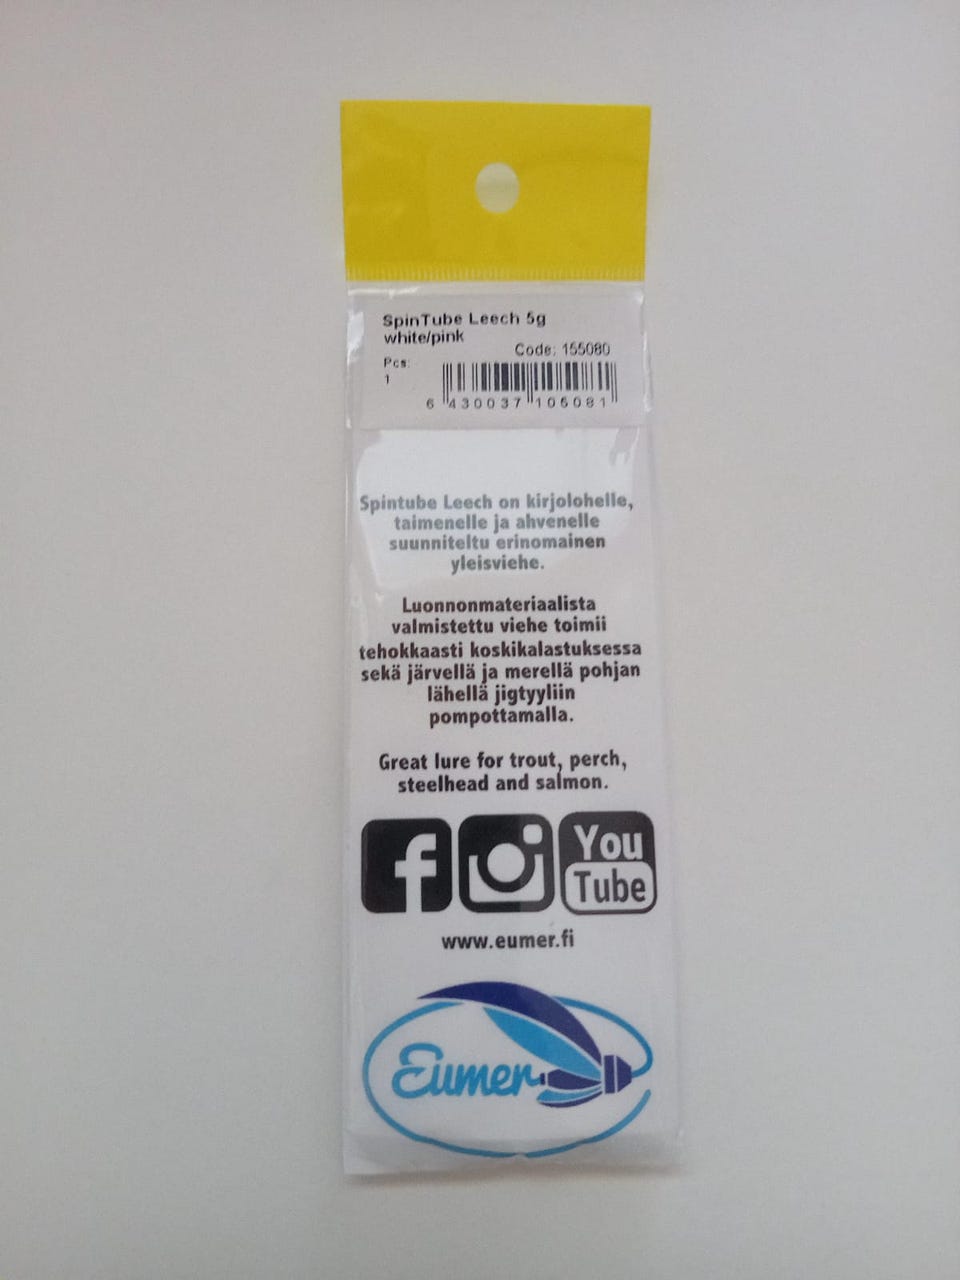 SpinTube Leech 5g
white/pink
Code: 155080
Pcs:
1
6 430037 105081
Spintube Leech on kirjolohelle,
taimenelle ja ahvenelle
suunniteltu erinomainen
yleisviehe.
Luonnonmateriaalista
valmistettu viehe toimii
tehokkaasti koskikalastuksessa
sekä järvellä ja merellä pohjan
lähellä jigtyyliin
pompottamalla.
Great lure for trout, perch,
steelhead and salmon.
f
You
Tube
www.eumer.fi
Eumer